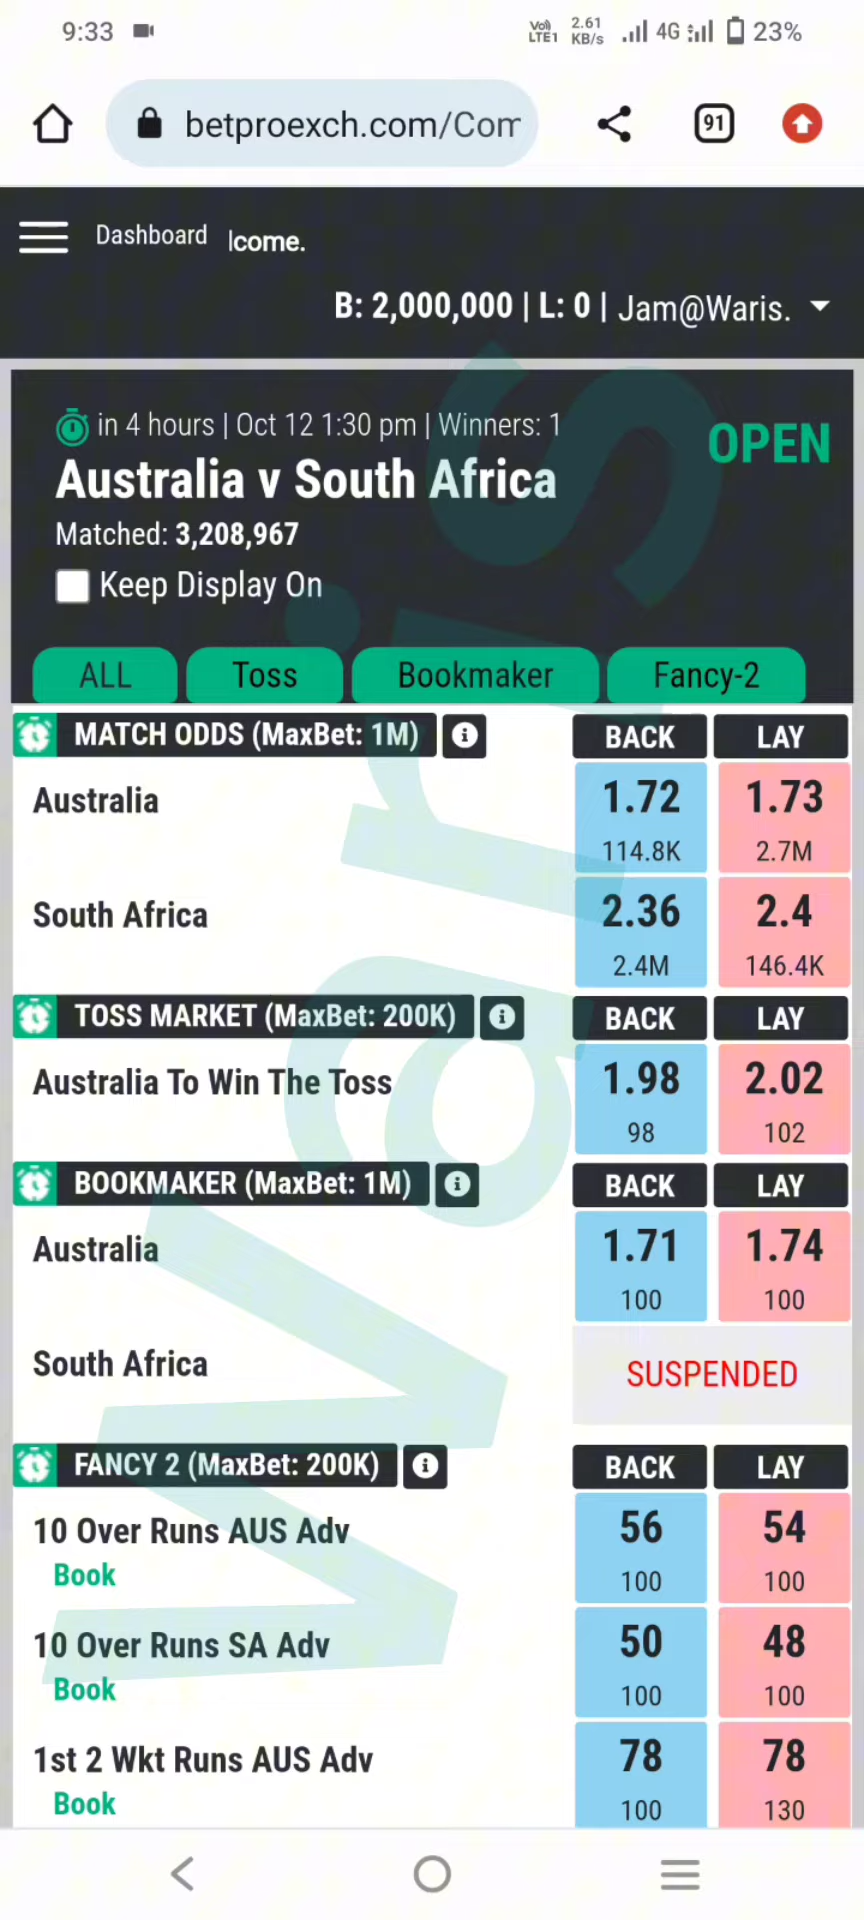 9:33 Vol) LTE1 2.61 KB/s 4G 23%
betproexch.com/Com 91
Dashboard lcome.
B: 2,000,000 | L: 0 | Jam@Waris.
in 4 hours | Oct 12 1:30 pm | Winners: 1
OPEN
Australia v South Africa
Matched: 3,208,967
Keep Display On
ALL Toss Bookmaker Fancy-2
MATCH ODDS (MaxBet: 1M) BACK LAY
Australia 1.72 1.73
114.8K 2.7M
South Africa 2.36 2.4
2.4M 146.4K
TOSS MARKET (MaxBet: 200K) BACK LAY
Australia To Win The Toss 1.98 2.02
98 102
BOOKMAKER (MaxBet: 1M) BACK LAY
Australia 1.71 1.74
100 100
South Africa SUSPENDED
FANCY 2 (MaxBet: 200K) BACK LAY
10 Over Runs AUS Adv 56 54
Book 100 100
10 Over Runs SA Adv 50 48
Book 100 100
1st 2 Wkt Runs AUS Adv 78 78
Book 100 130
Waris